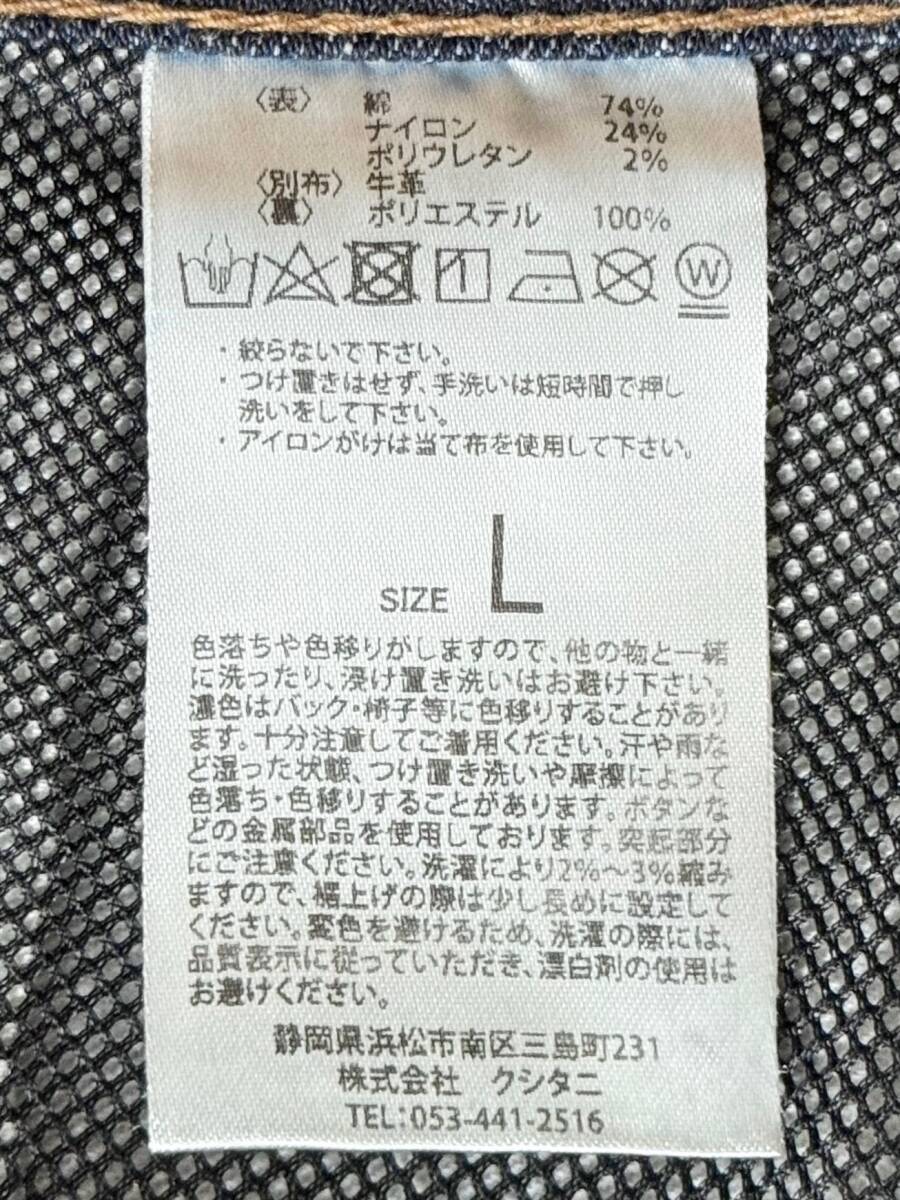 〈表〉 綿 74%
ナイロン 24%
ポリウレタン 2%
〈別布〉 牛革
〈裏〉 ポリエステル 100%
W
・絞らないで下さい。
・つけ置きはせず、手洗いは短時間で押し
洗いをして下さい。
・アイロンがけは当て布を使用して下さい。
SIZE L
色落ちや色移りがしますので、他の物と一緒
に洗ったり、浸け置き洗いはお避け下さい。
濃色はバック・椅子等に色移りすることがあり
ます。十分注意してご着用ください。汗や雨な
ど湿った状態、つけ置き洗いや摩擦によって
色落ち・色移りすることがあります。ボタンな
どの金属部品を使用しております。突起部分
にご注意ください。洗濯により2%～3%縮み
ますので、裾上げの際は少し長めに設定して
ください。変色を避けるため、洗濯の際には、
品質表示に従っていただき、漂白剤の使用は
お避けください。
静岡県浜松市南区三島町231
株式会社 クシタニ
TEL:053-441-2516